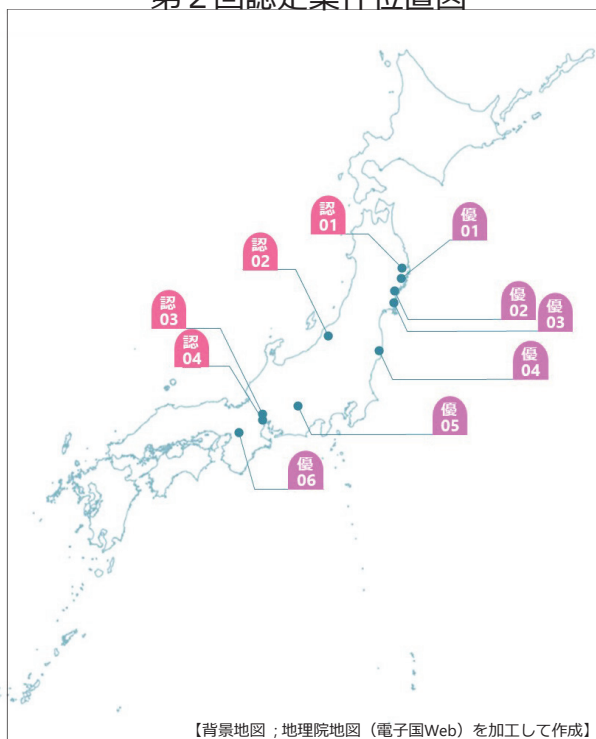 第２回認定案件位置図
認
01
優
01
認
02
優
02
優
03
認
03
認
04
優
04
優
05
優
06
【背景地図 ; 地理院地図（電子国Web）を加工して作成】